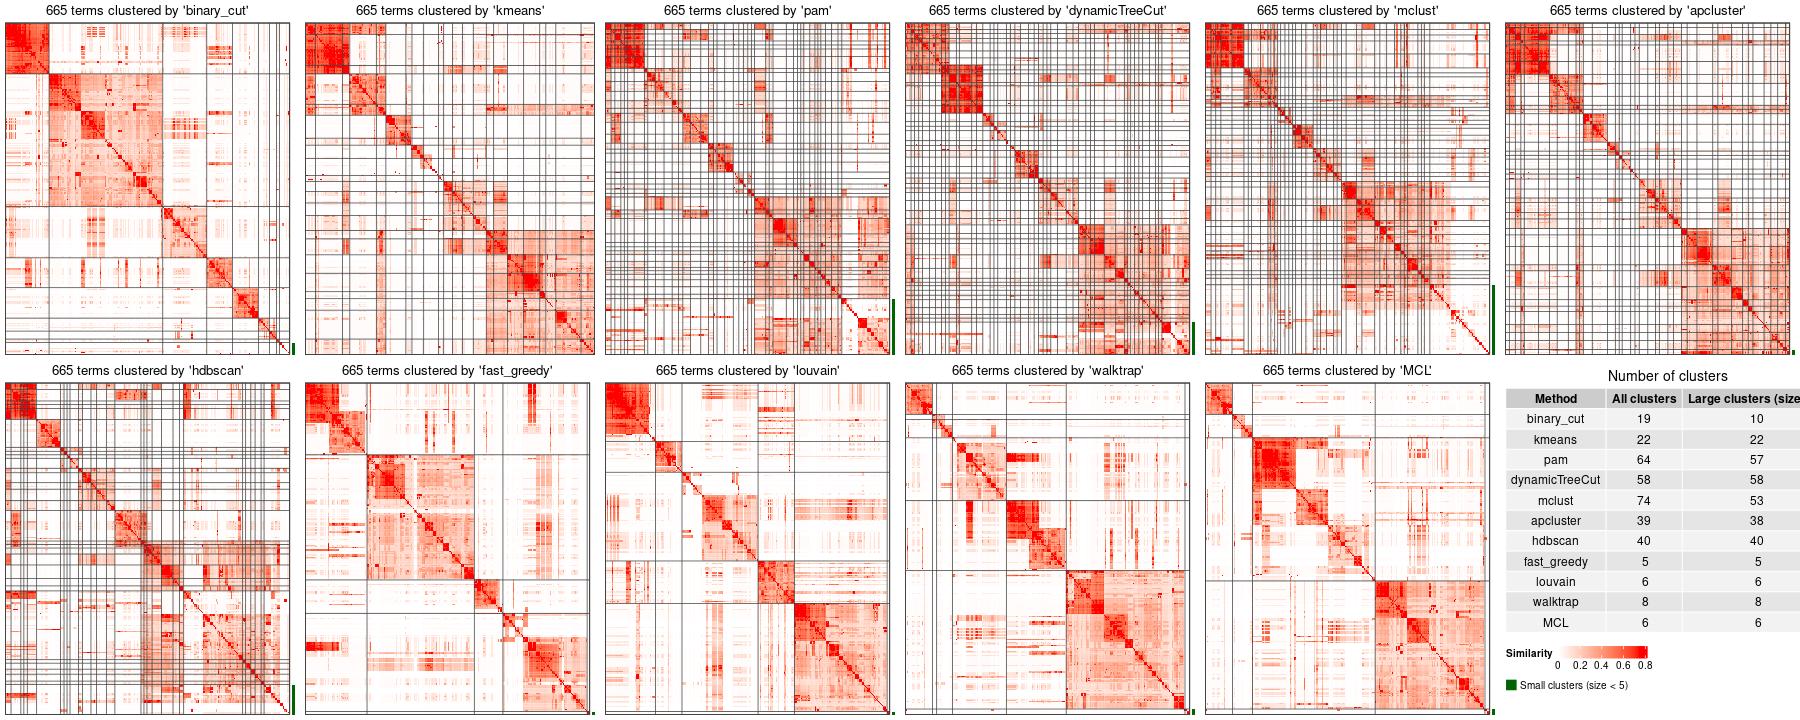 665 terms clustered by 'binary_cut'
665 terms clustered by 'kmeans'
665 terms clustered by 'pam'
665 terms clustered by 'dynamicTreeCut'
665 terms clustered by 'mclust'
665 terms clustered by 'apcluster'
665 terms clustered by 'hdbscan'
665 terms clustered by 'fast_greedy'
665 terms clustered by 'louvain'
665 terms clustered by 'walktrap'
665 terms clustered by 'MCL'
Number of clusters
Method All clusters Large clusters (size
binary_cut 19 10
kmeans 22 22
pam 64 57
dynamicTreeCut 58 58
mclust 74 53
apcluster 39 38
hdbscan 40 40
fast_greedy 5 5
louvain 6 6
walktrap 8 8
MCL 6 6
Similarity
0 0.2 0.4 0.6 0.8
Small clusters (size < 5)